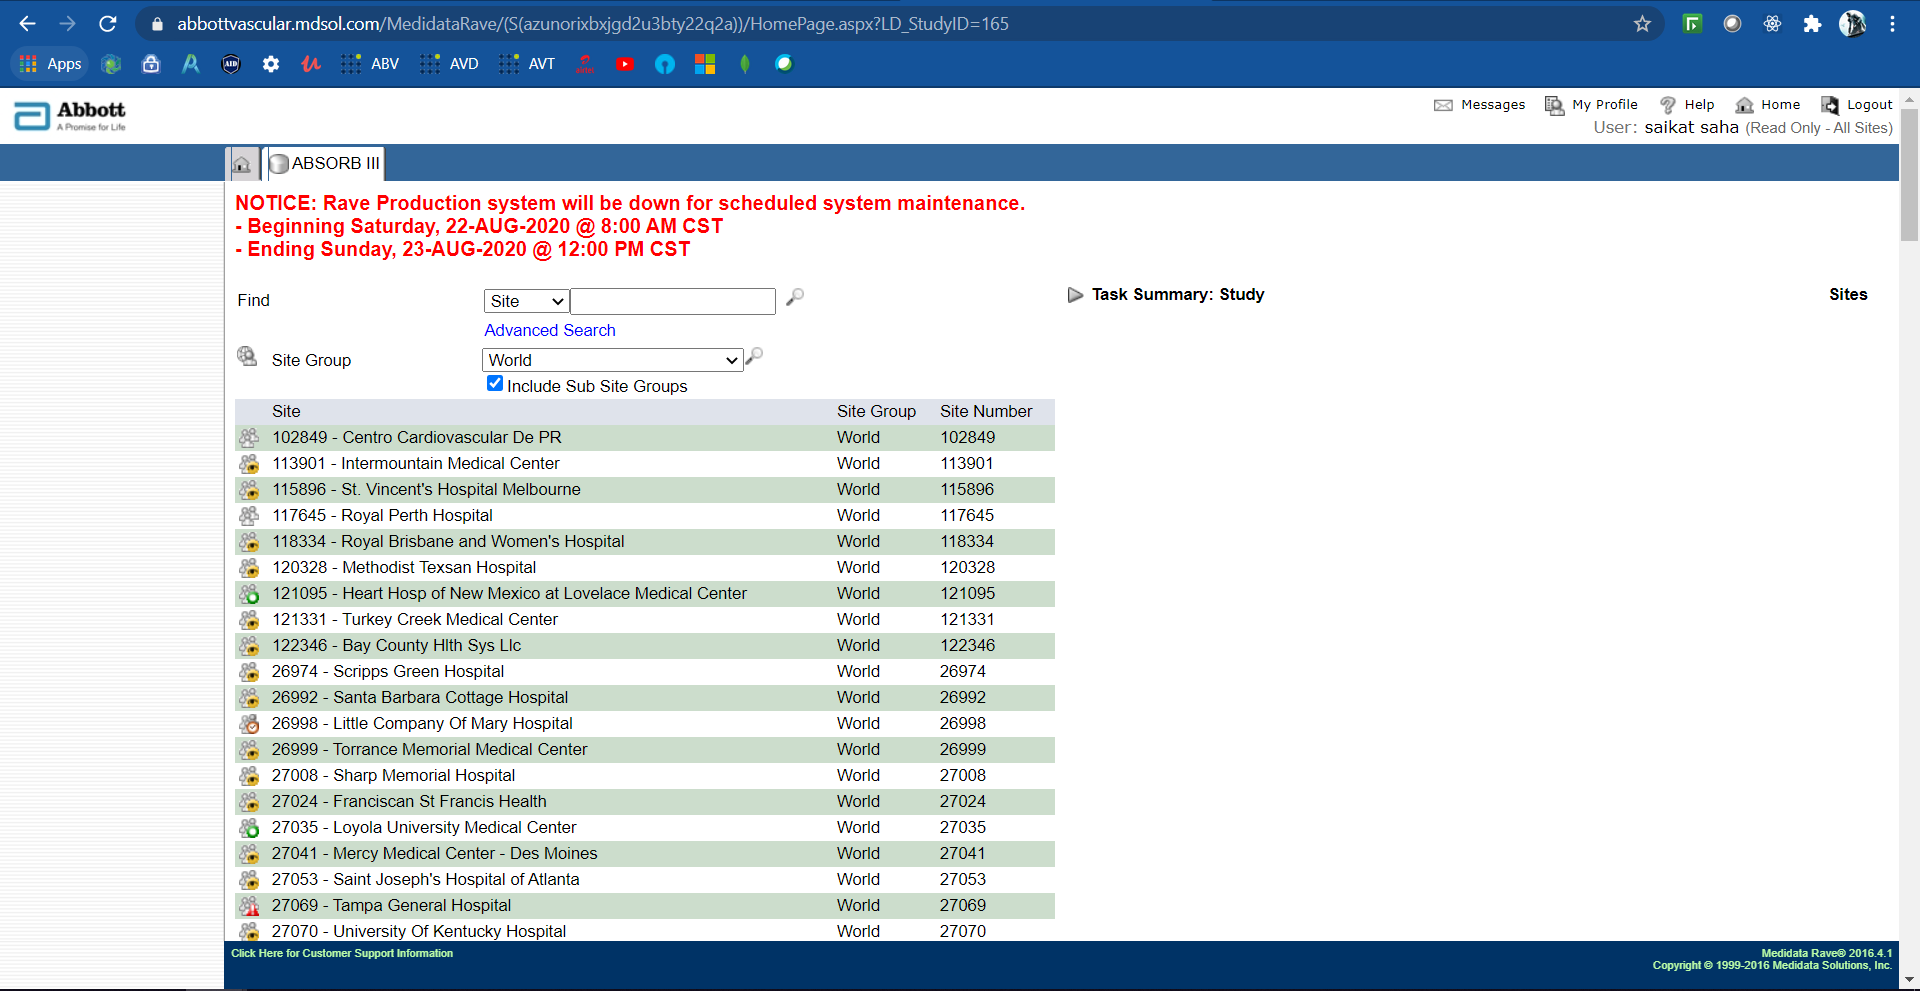 abbottvascular.mdsol.com/MedidataRave/(S(azunorixbxjgd2u3bty22q2a))/HomePage.aspx?LD_StudyID=165
Apps ABV AVD AVT
Abbott
A Promise for Life
Messages My Profile Help Home Logout
User: saikat saha (Read Only - All Sites)
ABSORB III
NOTICE: Rave Production system will be down for scheduled system maintenance.
- Beginning Saturday, 22-AUG-2020 @ 8:00 AM CST
- Ending Sunday, 23-AUG-2020 @ 12:00 PM CST
Find Site
Task Summary: Study Sites
Advanced Search
Site Group World
Include Sub Site Groups
Site Site Group Site Number
102849 - Centro Cardiovascular De PR World 102849
113901 - Intermountain Medical Center World 113901
115896 - St. Vincent's Hospital Melbourne World 115896
117645 - Royal Perth Hospital World 117645
118334 - Royal Brisbane and Women's Hospital World 118334
120328 - Methodist Texsan Hospital World 120328
121095 - Heart Hosp of New Mexico at Lovelace Medical Center World 121095
121331 - Turkey Creek Medical Center World 121331
122346 - Bay County Hlth Sys Llc World 122346
26974 - Scripps Green Hospital World 26974
26992 - Santa Barbara Cottage Hospital World 26992
26998 - Little Company Of Mary Hospital World 26998
26999 - Torrance Memorial Medical Center World 26999
27008 - Sharp Memorial Hospital World 27008
27024 - Franciscan St Francis Health World 27024
27035 - Loyola University Medical Center World 27035
27041 - Mercy Medical Center - Des Moines World 27041
27053 - Saint Joseph's Hospital of Atlanta World 27053
27069 - Tampa General Hospital World 27069
27070 - University Of Kentucky Hospital World 27070
Click Here for Customer Support Information
Medidata Rave® 2016.4.1
Copyright © 1999-2016 Medidata Solutions, Inc.